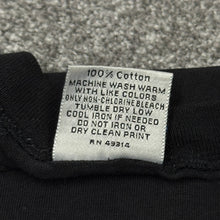 100% Cotton
MACHINE WASH WARM
WITH LIKE COLORS
ONLY NON-CHLORINE BLEACH
TUMBLE DRY LOW
COOL IRON IF NEEDED
DO NOT IRON OR
DRY CLEAN PRINT
RN 49314